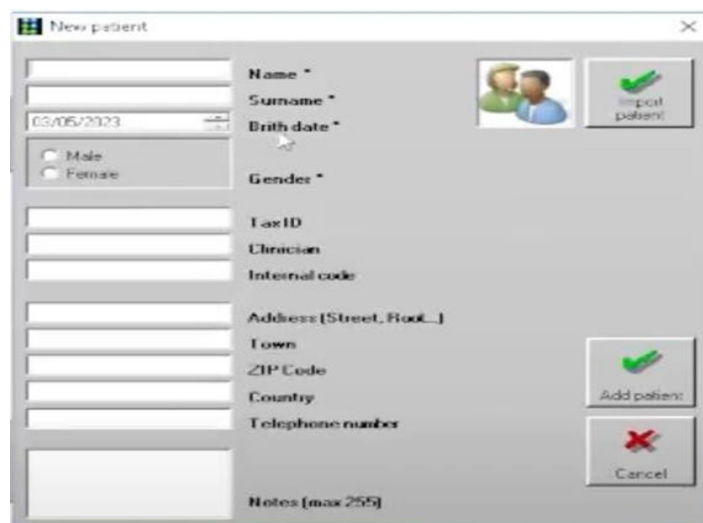 New patient
Name *
Surname *
03/05/2023
Brith date *
Male
Female
Gender *
Tax ID
Clinician
Internal code
Address (Street, Root...)
Town
ZIP Code
Country
Telephone number
Notes (max 255)
Import
patient
Add patient
Cancel